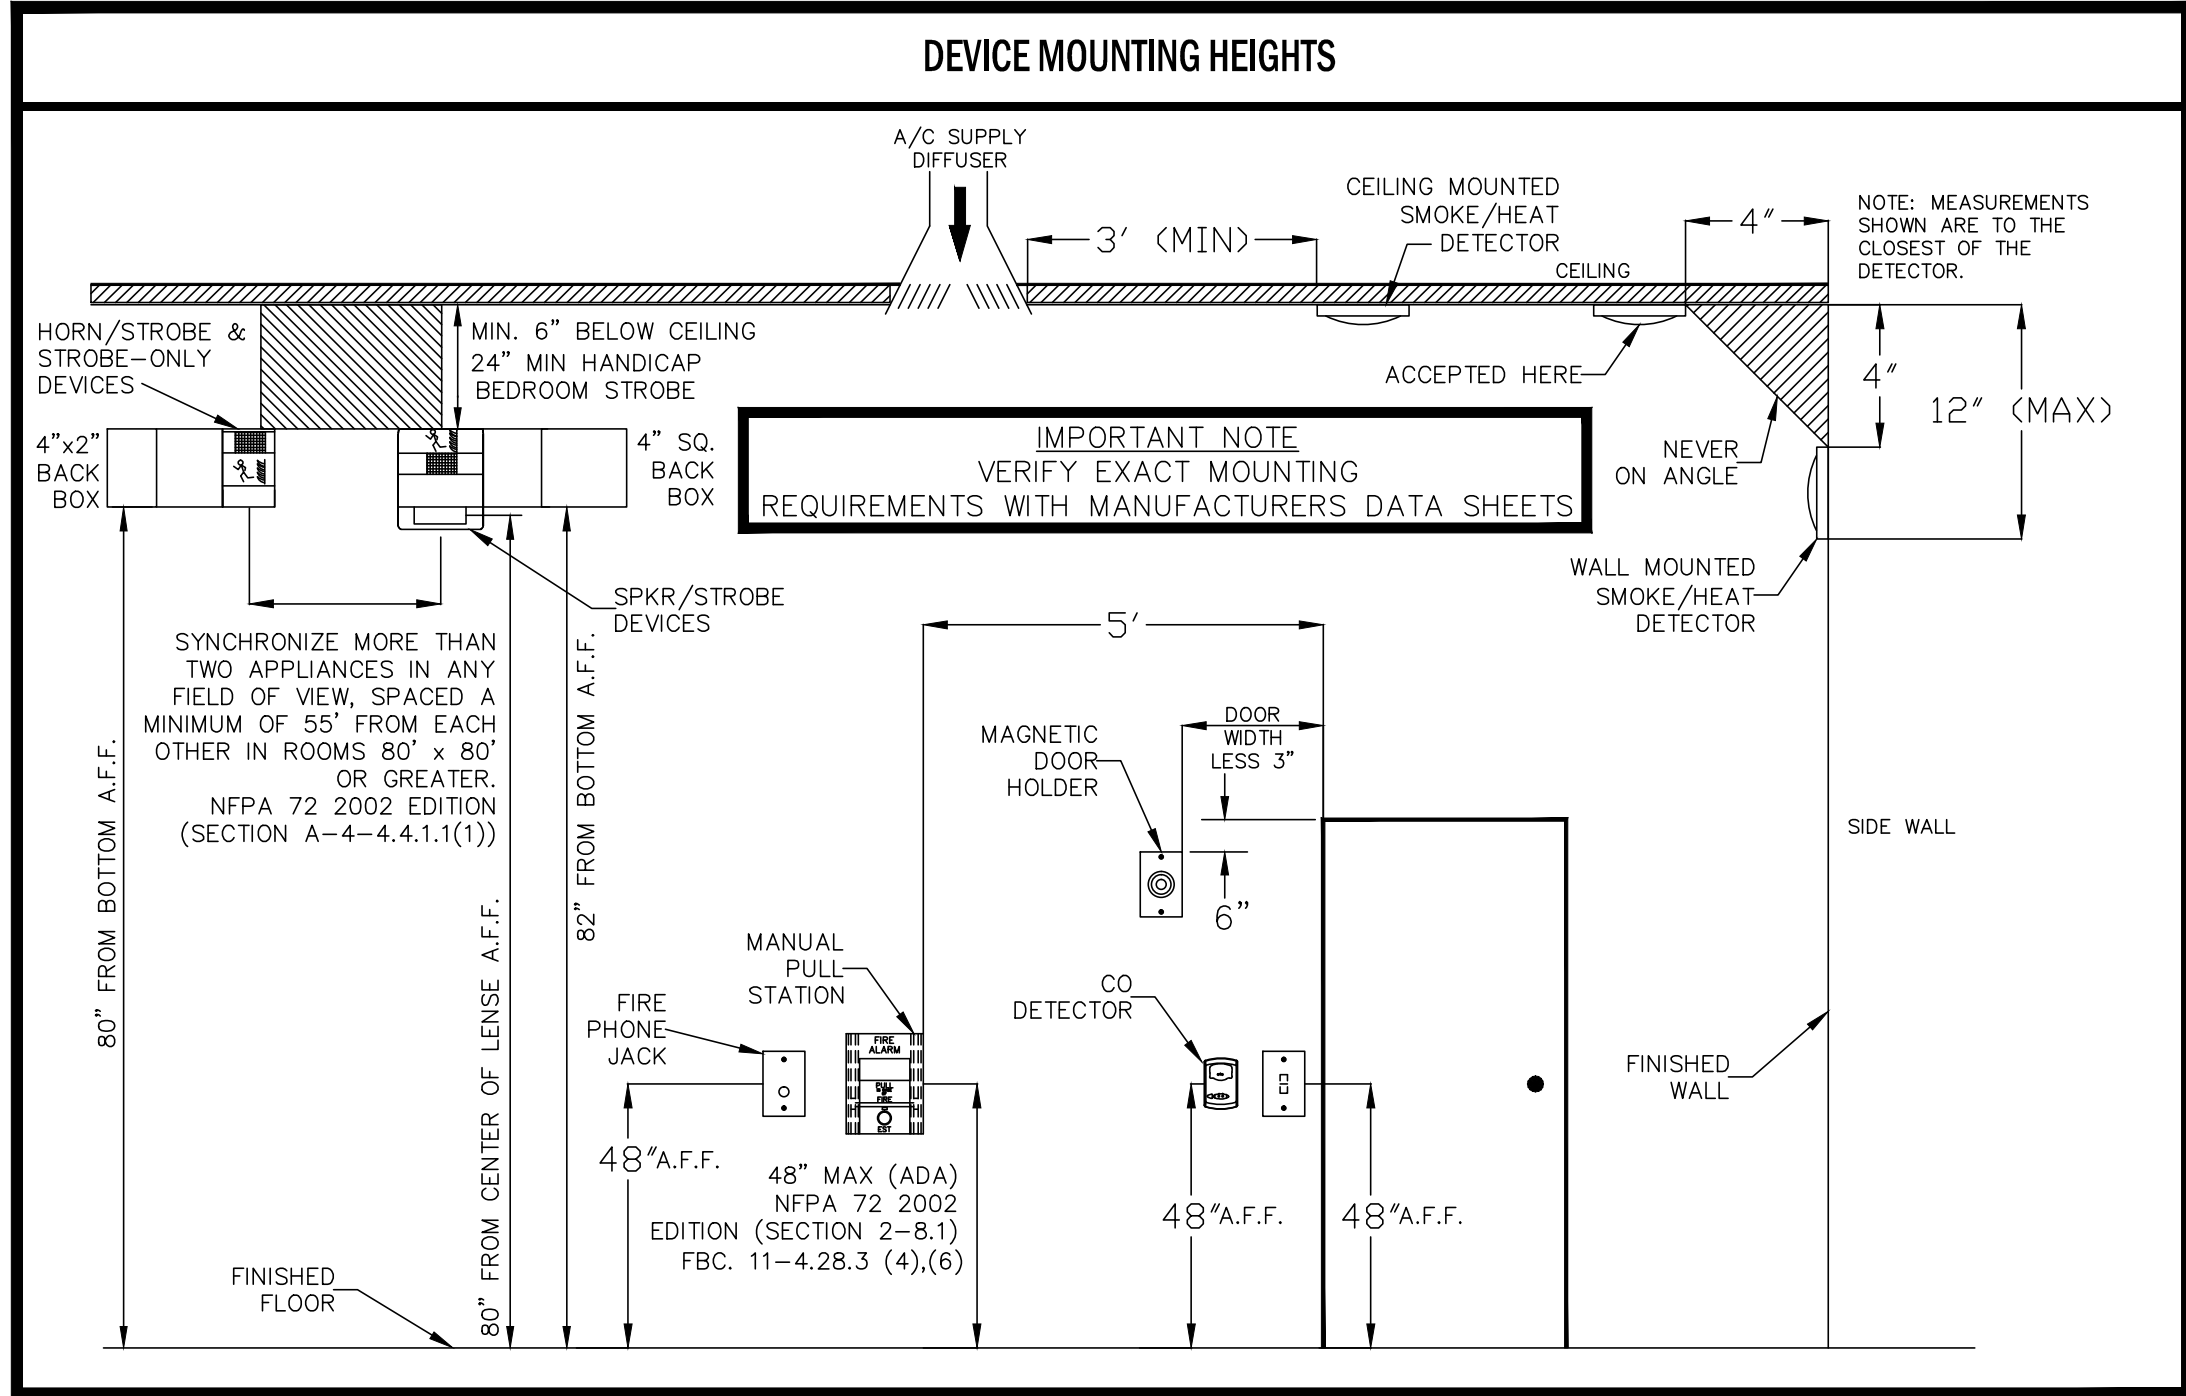 DEVICE MOUNTING HEIGHTS
A/C SUPPLY
DIFFUSER
3' (MIN)
CEILING MOUNTED
SMOKE/HEAT
DETECTOR
CEILING
4"
NOTE: MEASUREMENTS
SHOWN ARE TO THE
CLOSEST OF THE
DETECTOR.
HORN/STROBE &
STROBE-ONLY
DEVICES
MIN. 6" BELOW CEILING
24" MIN HANDICAP
BEDROOM STROBE
ACCEPTED HERE
4"
12" (MAX)
4"x2"
BACK
BOX
4" SQ.
BACK
BOX
IMPORTANT NOTE
VERIFY EXACT MOUNTING
REQUIREMENTS WITH MANUFACTURERS DATA SHEETS
NEVER
ON ANGLE
WALL MOUNTED
SMOKE/HEAT
DETECTOR
SPKR/STROBE
DEVICES
5'
SYNCHRONIZE MORE THAN
TWO APPLIANCES IN ANY
FIELD OF VIEW, SPACED A
MINIMUM OF 55' FROM EACH
OTHER IN ROOMS 80' x 80'
OR GREATER.
NFPA 72 2002 EDITION
(SECTION A-4-4.4.1.1(1))
80" FROM BOTTOM A.F.F.
80" FROM CENTER OF LENSE A.F.F.
82" FROM BOTTOM A.F.F.
MAGNETIC
DOOR
HOLDER
DOOR
WIDTH
LESS 3"
6"
SIDE WALL
MANUAL
PULL
STATION
FIRE
PHONE
JACK
FIRE
ALARM
PULL
FIRE
EST
CO
DETECTOR
FINISHED
WALL
48"A.F.F.
48" MAX (ADA)
NFPA 72 2002
EDITION (SECTION 2-8.1)
FBC. 11-4.28.3 (4),(6)
48"A.F.F.
48"A.F.F.
FINISHED
FLOOR